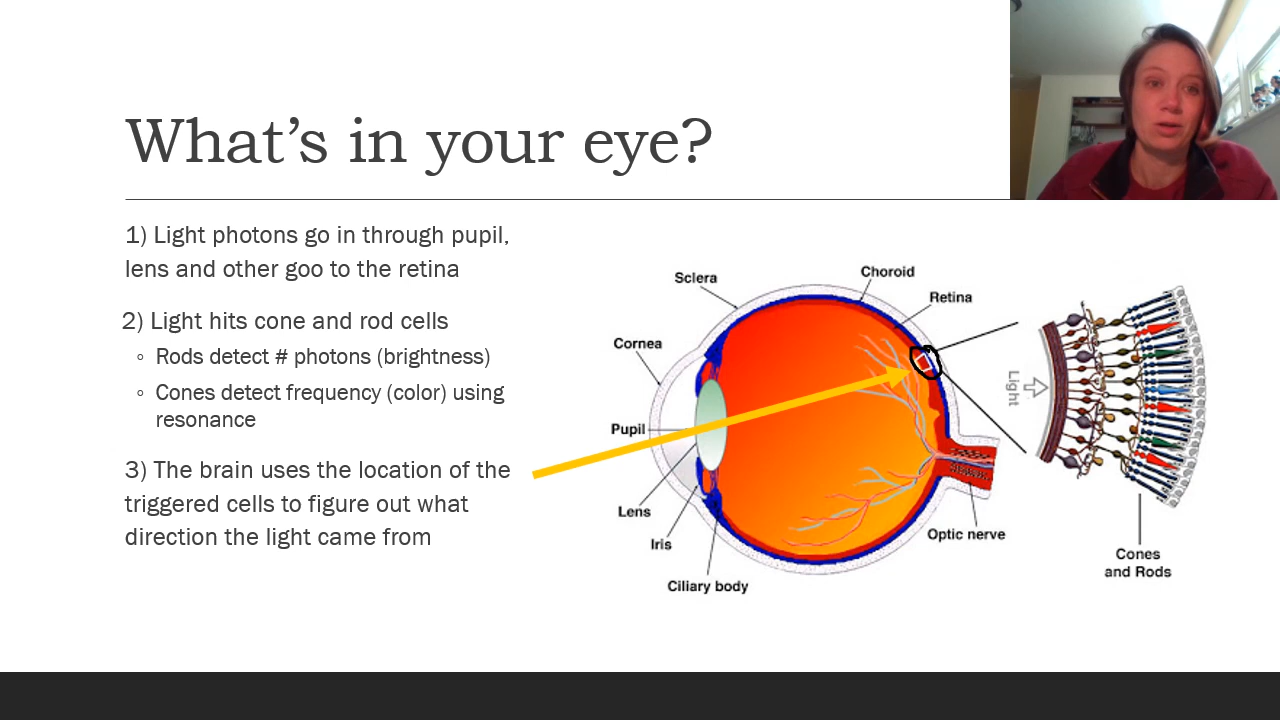 What's in your eye?
1) Light photons go in through pupil,
lens and other goo to the retina
2) Light hits cone and rod cells
◦ Rods detect # photons (brightness)
◦ Cones detect frequency (color) using
resonance
3) The brain uses the location of the
triggered cells to figure out what
direction the light came from
Sclera
Choroid
Retina
Cornea
Pupil
Lens
Iris
Ciliary body
Optic nerve
Light
Cones
and Rods